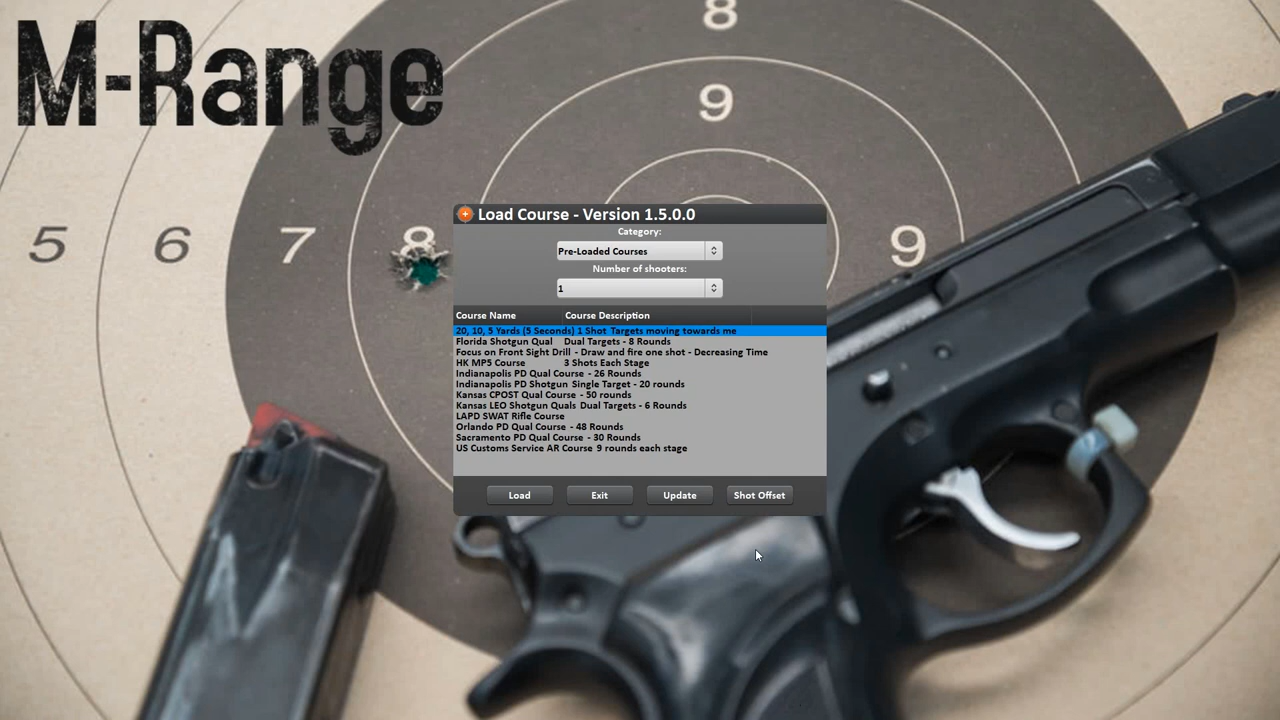 M-Range
8
9
5 6 7 8 9
Load Course - Version 1.5.0.0
Category:
Pre-Loaded Courses
Number of shooters:
1
Course Name Course Description
20, 10, 5 Yards (5 Seconds) 1 Shot Targets moving towards me
Florida Shotgun Qual Dual Targets - 8 Rounds
Focus on Front Sight Drill - Draw and fire one shot - Decreasing Time
HK MP5 Course 3 Shots Each Stage
Indianapolis PD Qual Course - 26 Rounds
Indianapolis PD Shotgun Single Target - 20 rounds
Kansas CPOST Qual Course - 50 rounds
Kansas LEO Shotgun Quals Dual Targets - 6 Rounds
LAPD SWAT Rifle Course
Orlando PD Qual Course - 48 Rounds
Sacramento PD Qual Course - 30 Rounds
US Customs Service AR Course 9 rounds each stage
Load Exit Update Shot Offset